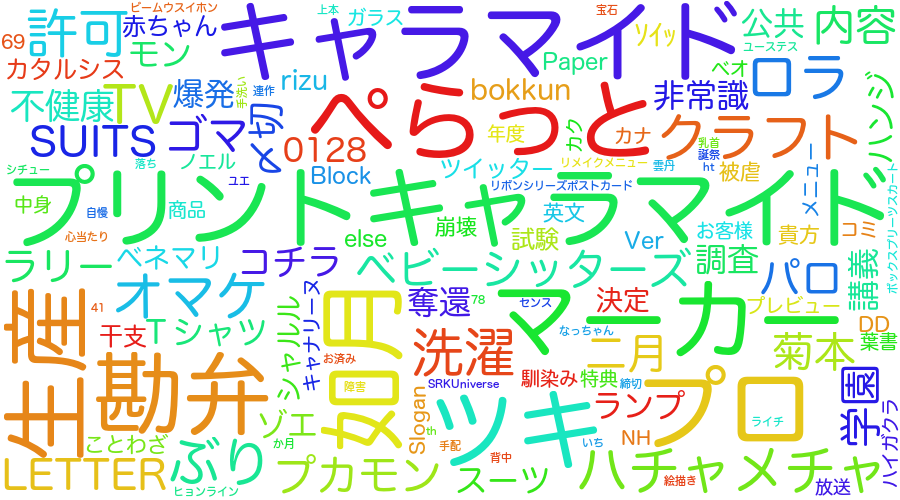 ビームウスイホン
上本
宝石
キャラマイド
許可
赤ちゃん
ガラス
ソイッ
公共
内容
69
モン
ユーステス
カタルシス
Paper
ベオ
ロラ
不健康
TV
爆発
手洗い
連作
rizu
bokkun
非常識
ハンジ
SUITS
ゴマ
〆切
ぺらっと
年度
カク
カナ
クラフト
0128
乳首
誕祭
シチュー
落ち
ノエル
ツイッター
リメイクメニュー
雲丹
ht
被虐
メニュー
ユエ
Block
リボンシリーズポストカード
ボックスプリーツスカート
プリントキャラマイド
中身
自慢
商品
英文
お客様
貴方
コミ
心当たり
else
崩壊
試験
Ver
ラリー
ベネマリ
コチラ
ベビーシッターズ
調査
講義
オマケ
パロ
生産
41
シャルル
キャナリーヌ
如月
奪還
78
センス
マーカー
決定
プレビュー
DD
干支
Tシャツ
なっちゃん
二月
菊本
葉書
お済み
洗濯
勘弁
障害
SRKUniverse
馴染み
特典
締切
プロ
学園
Slogan
ツキ
ランプ
ライチ
ハイガクラ
ゾエ
th
ことわざ
ぶり
か月
手配
いち
NH
LETTER
プカモン
背中
スーツ
ハチャメチャ
ヒョンライン
絵描き
放送